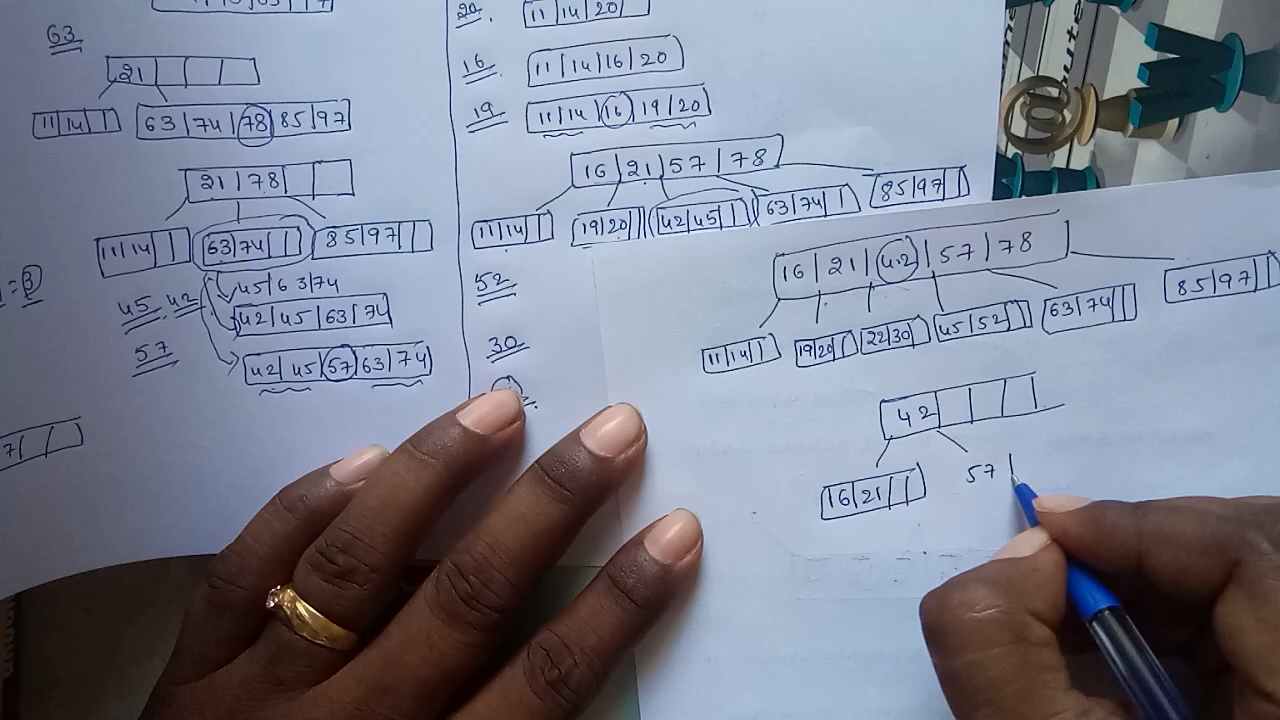 63
21
11 | 14
63 | 74 | 78 | 85 | 97
21 | 78
11 | 14
63 | 74
85 | 97
45, 42
45 | 63 | 74
42 | 45 | 63 | 74
57
42 | 45 | 57 | 63 | 74
7 |
20.
11 | 14 | 20
16
11 | 14 | 16 | 20
19
11 | 14 | 16 | 19 | 20
16 | 21 | 57 | 78
11 | 14
19 | 20
42 | 45
63 | 74
85 | 97
52
30
16 | 21 | 42 | 57 | 78
11 | 14
19 | 20
22 | 30
45 | 52
63 | 74
85 | 97
42
16 | 21
57 |